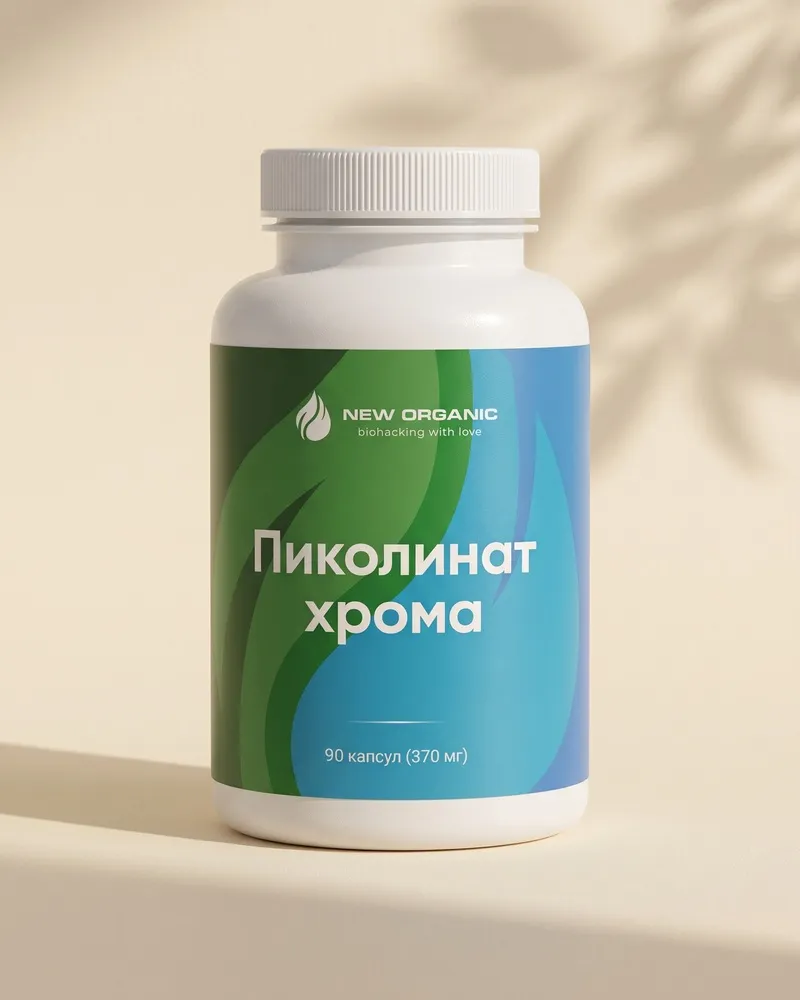 NEW ORGANIC
biohacking with love
Пиколинат
хрома
90 капсул (370 мг)